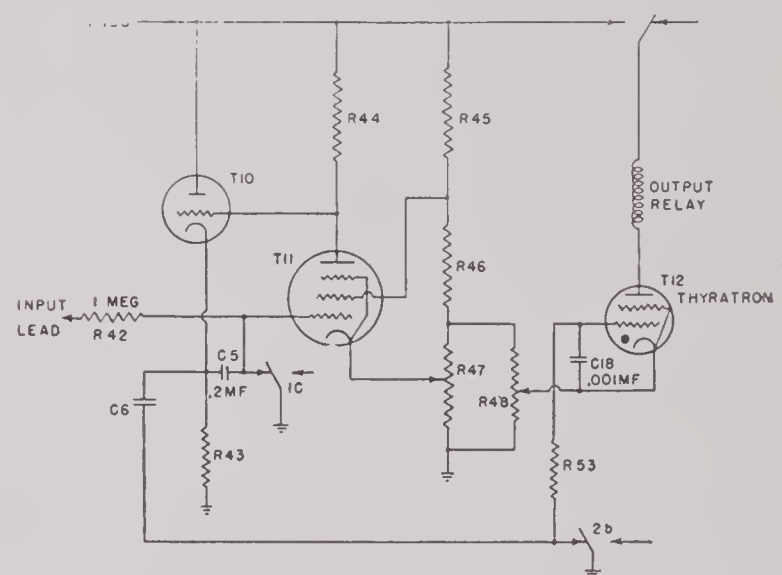 R44
R45
T10
OUTPUT
RELAY
T11
R46
T12
THYRATRON
INPUT
LEAD
1 MEG
R42
C5
.2MF
1C
R47
R48
C18
.001MF
C6
R43
R53
2b